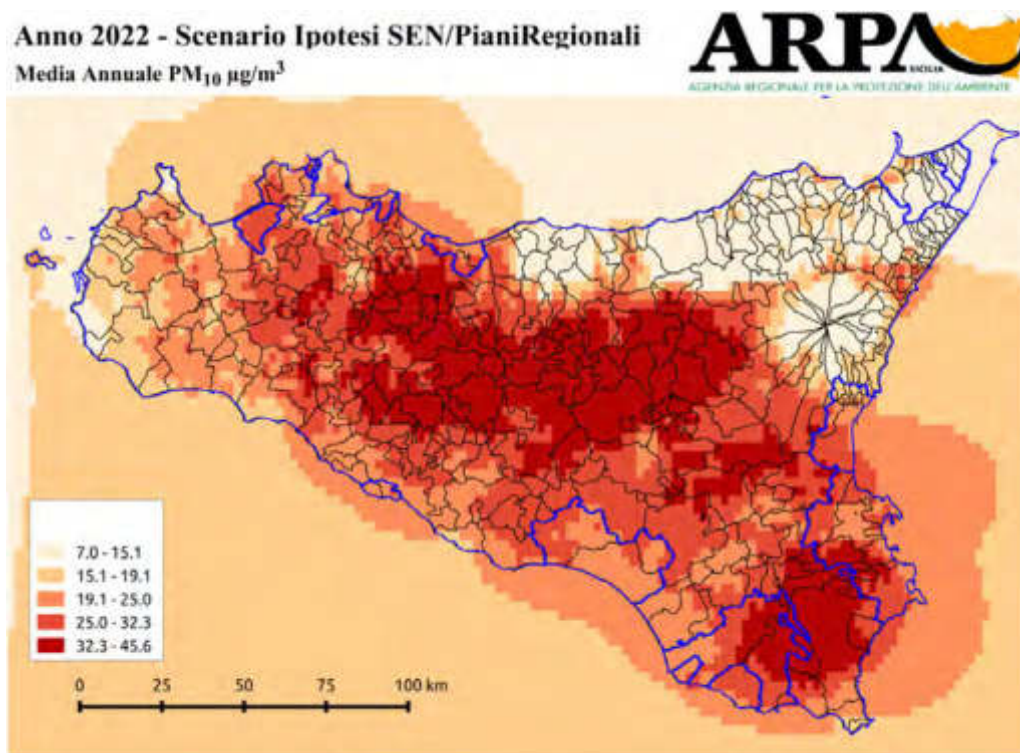 Anno 2022 - Scenario Ipotesi SEN/PianiRegionali
Media Annuale PM10 µg/m3
ARPA
SICILIA
AGENZIA REGIONALE PER LA PROTEZIONE DELL'AMBIENTE
7.0 - 15.1
15.1 - 19.1
19.1 - 25.0
25.0 - 32.3
32.3 - 45.6
0 25 50 75 100 km